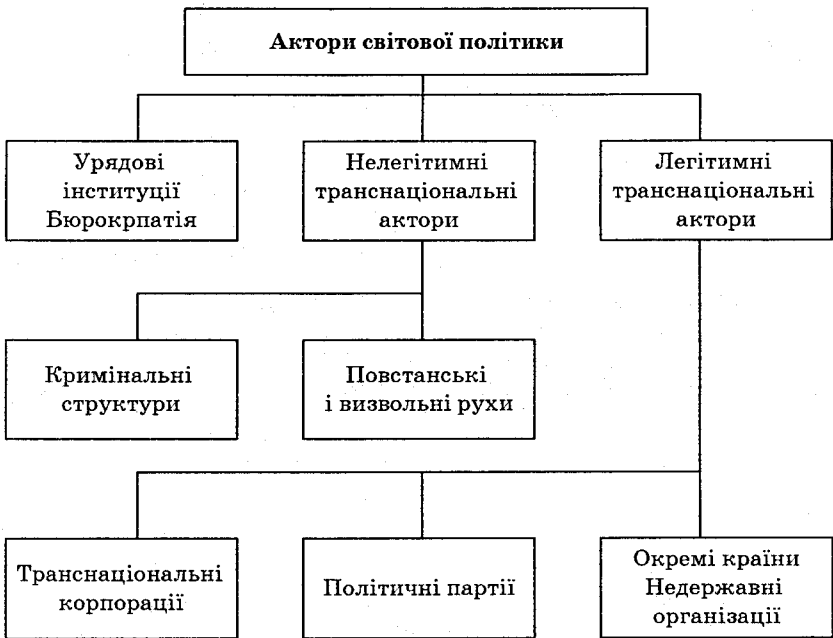 Актори світової політики
Урядові
інституції
Бюрокрпатія
Нелегітимні
транснаціональні
актори
Легітимні
транснаціональні
актори
Кримінальні
структури
Повстанські
і визвольні рухи
Транснаціональні
корпорації
Політичні партії
Окремі країни
Недержавні
організації